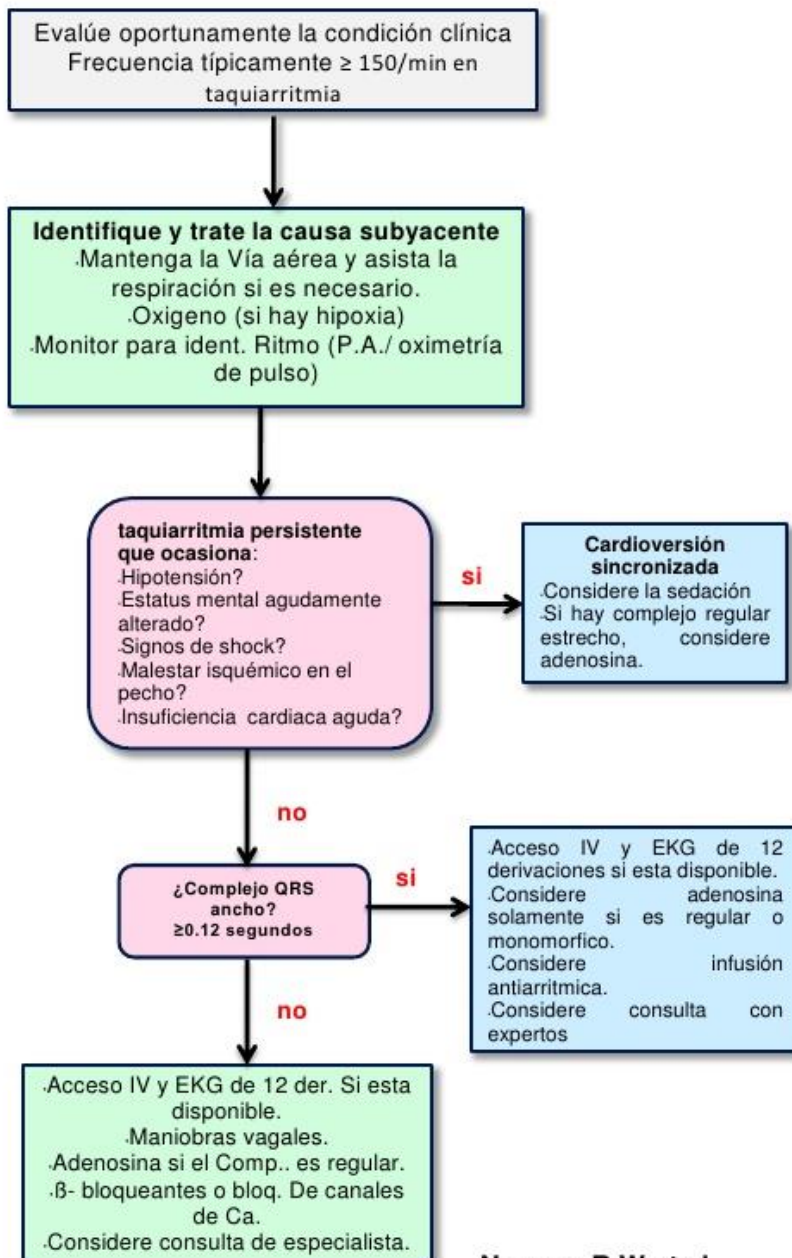 Evalúe oportunamente la condición clínica
Frecuencia típicamente ≥ 150/min en
taquiarritmia
Identifique y trate la causa subyacente
.Mantenga la Vía aérea y asista la
respiración si es necesario.
.Oxigeno (si hay hipoxia)
.Monitor para ident. Ritmo (P.A./ oximetría
de pulso)
taquiarritmia persistente
que ocasiona:
.Hipotensión?
.Estatus mental agudamente
alterado?
.Signos de shock?
.Malestar isquémico en el
pecho?
.Insuficiencia cardiaca aguda?
si
Cardioversión
sincronizada
.Considere la sedación
.Si hay complejo regular
estrecho, considere
adenosina.
no
¿Complejo QRS
ancho?
≥0.12 segundos
si
.Acceso IV y EKG de 12
derivaciones si esta disponible.
.Considere adenosina
solamente si es regular o
monomorfico.
.Considere infusión
antiarritmica.
.Considere consulta con
expertos
no
.Acceso IV y EKG de 12 der. Si esta
disponible.
.Maniobras vagales.
.Adenosina si el Comp.. es regular.
.ß- bloqueantes o bloq. De canales
de Ca.
.Considere consulta de especialista.